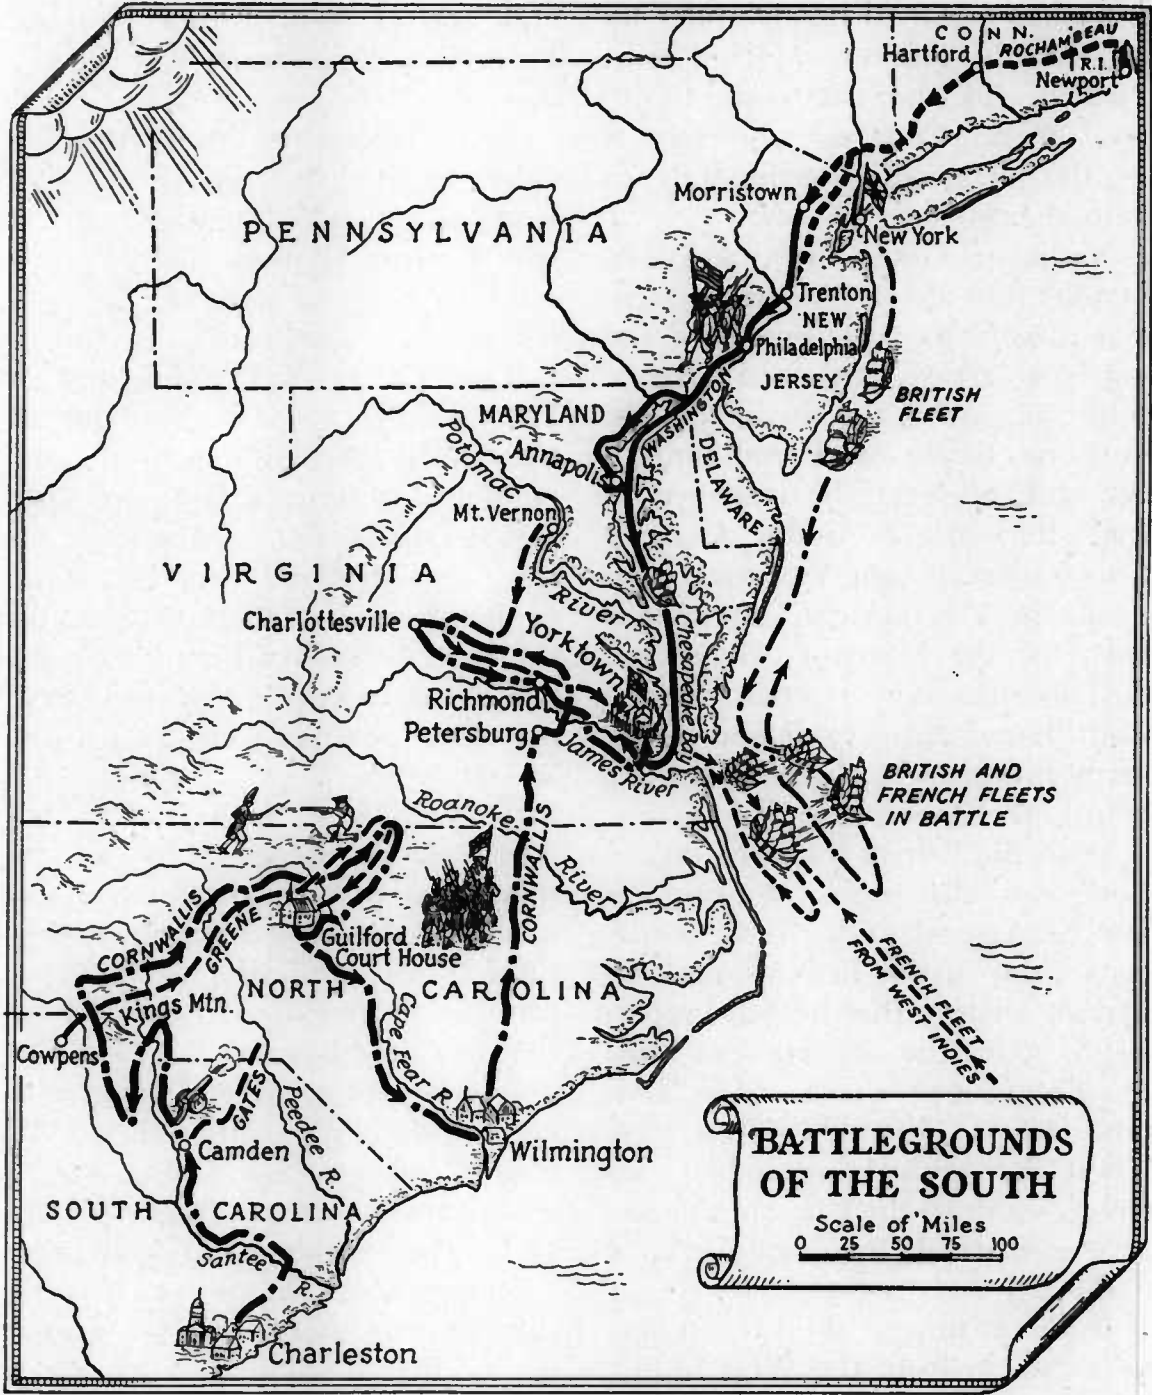 CONN.
ROCHAMBEAU
Hartford
R.I.
Newport
Morristown
PENNSYLVANIA
New York
Trenton
NEW
Philadelphia
JERSEY
BRITISH
FLEET
MARYLAND
WASHINGTON
Potomac
Annapolis
DELAWARE
Mt. Vernon
VIRGINIA
River
Charlottesville
Yorktown
Chesapeake Bay
Richmond
Petersburg
James River
BRITISH AND
FRENCH FLEETS
IN BATTLE
Roanoke
River
CORNWALLIS
CORNWALLIS
GREENE
Guilford
Court House
FRENCH FLEET
FROM WEST INDIES
NORTH CAROLINA
Kings Mtn.
Cape Fear R.
Cowpens
GATES
Peedee R.
Camden
Wilmington
SOUTH CAROLINA
Santee
R.
Charleston
BATTLEGROUNDS
OF THE SOUTH
Scale of Miles
0 25 50 75 100